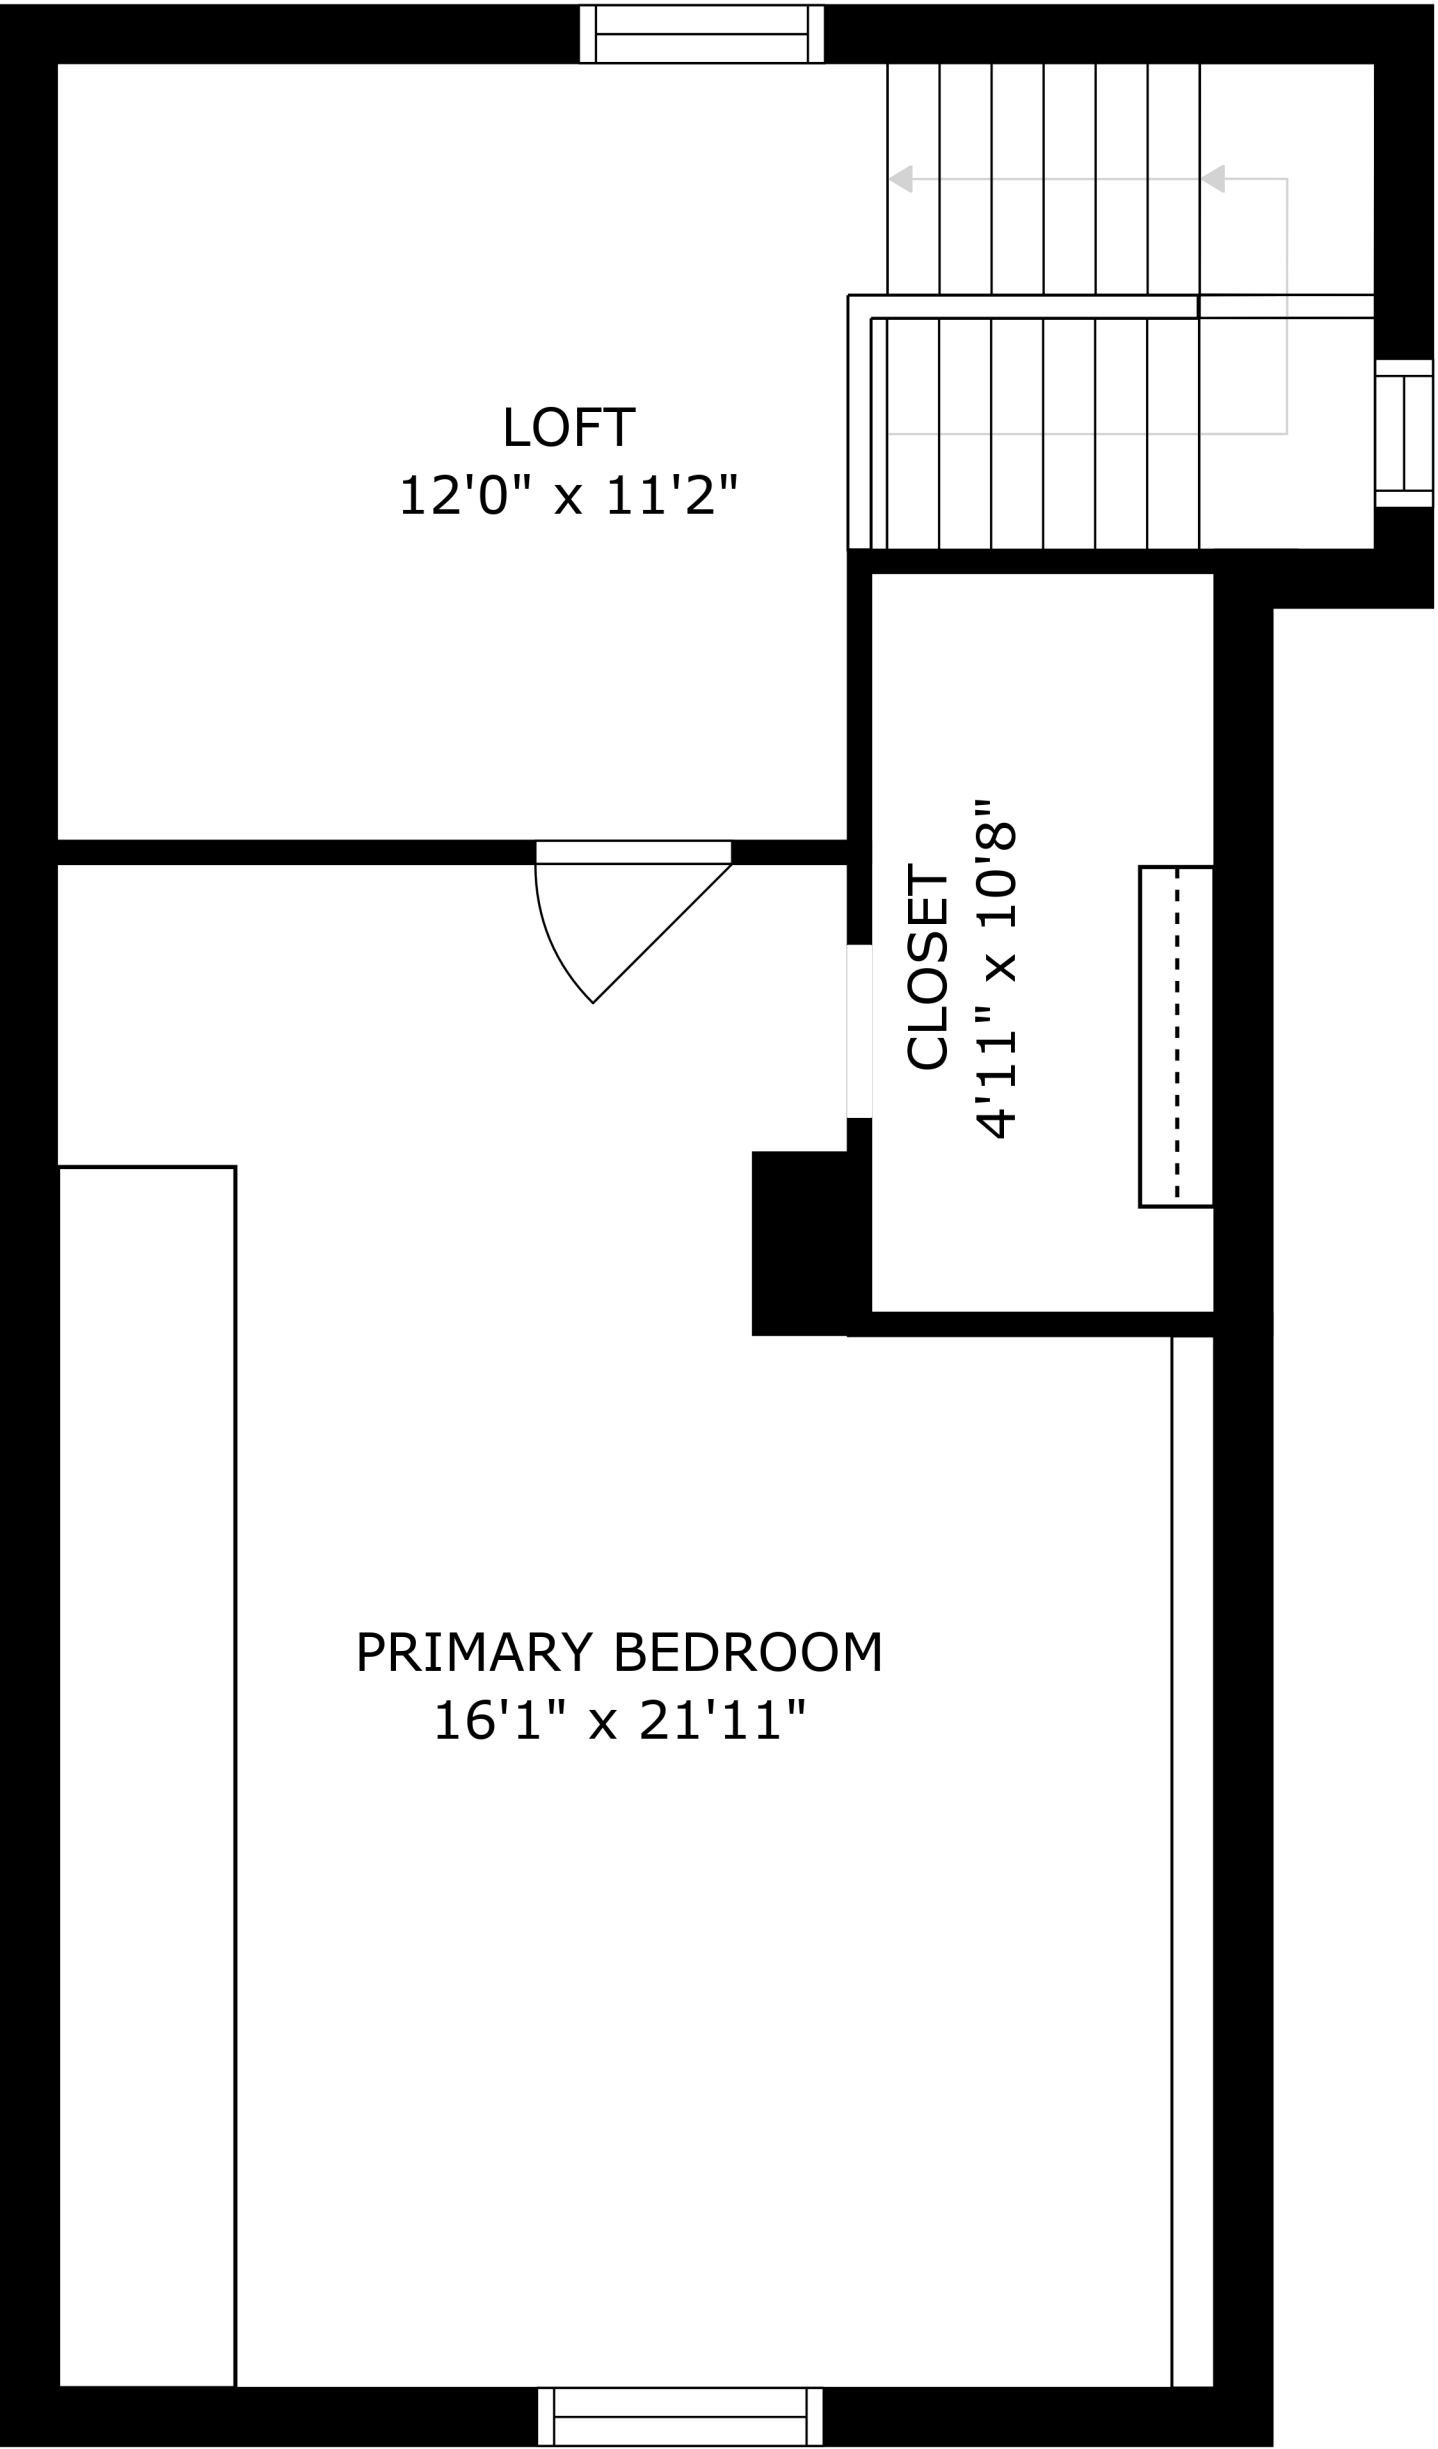 LOFT
12'0" x 11'2"
CLOSET
4'11" x 10'8"
PRIMARY BEDROOM
16'1" x 21'11"